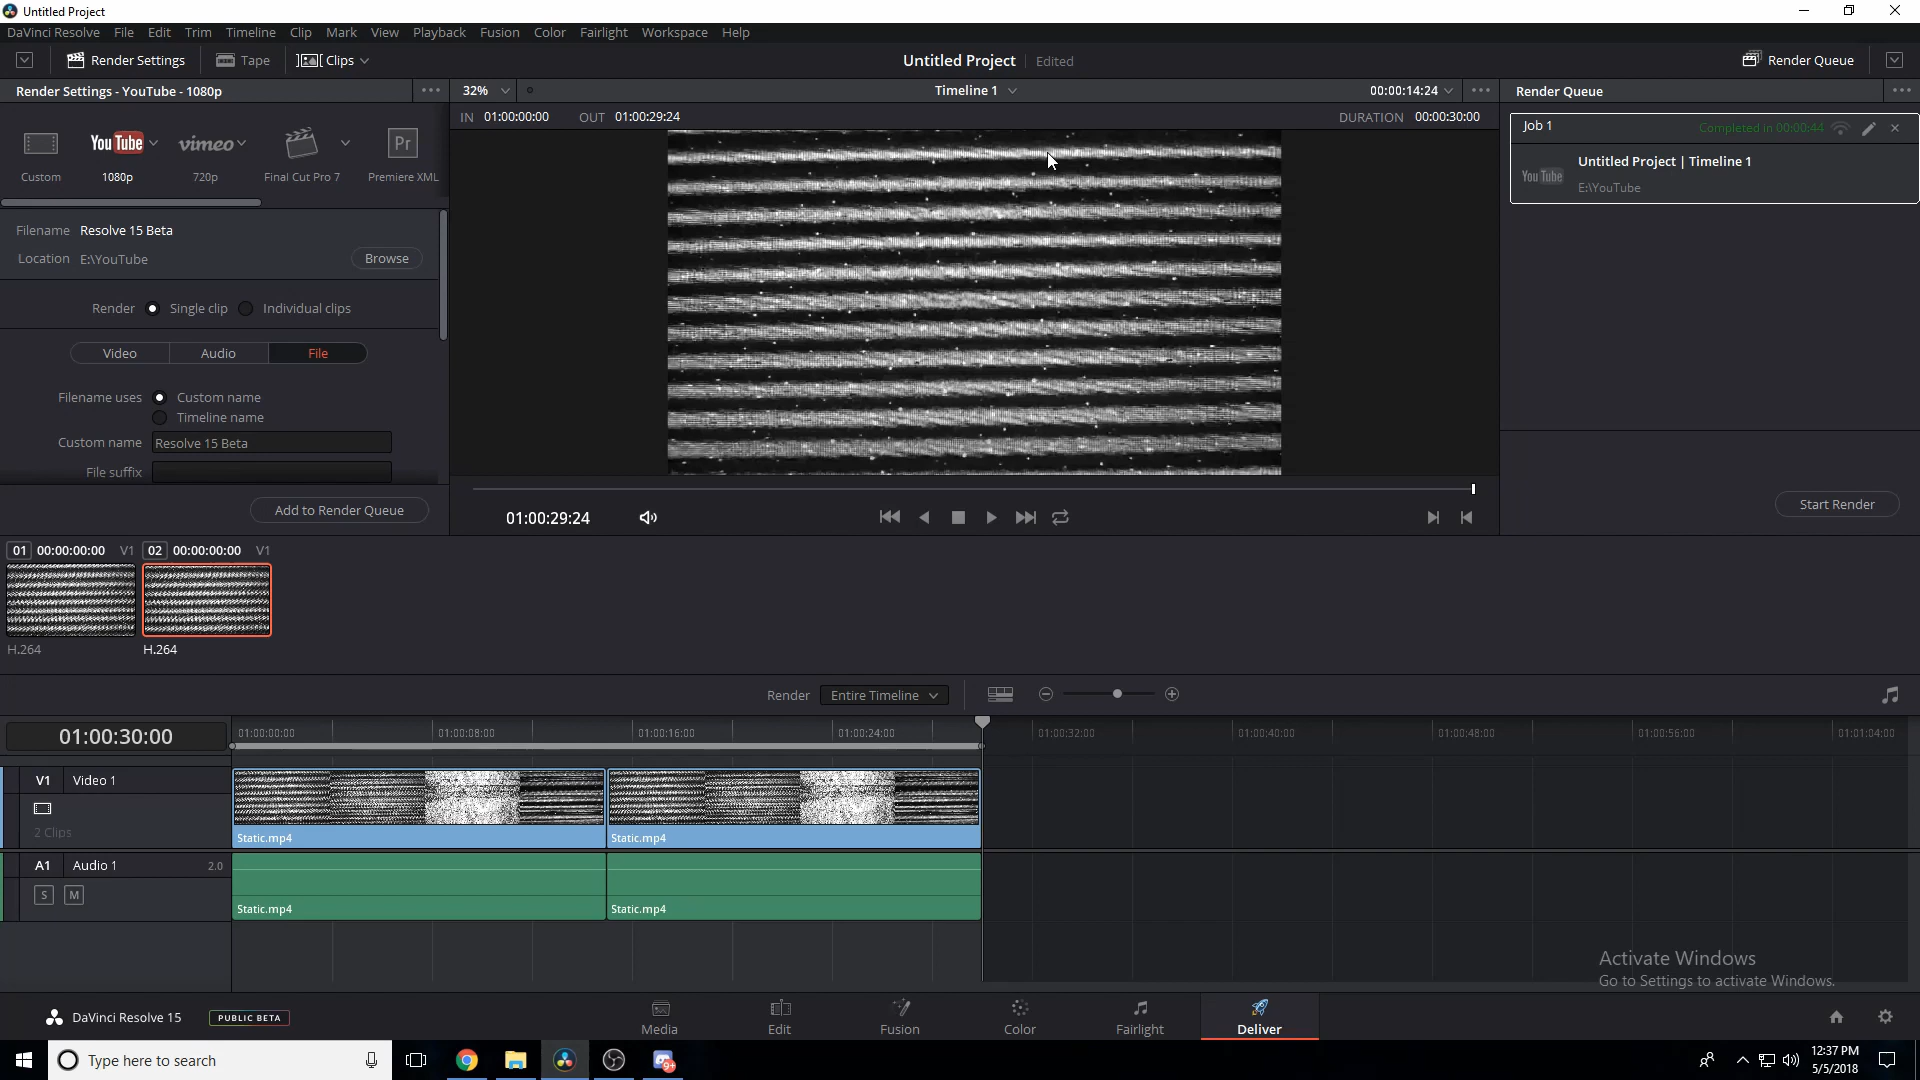 Untitled Project
DaVinci Resolve File Edit Trim Timeline Clip Mark View Playback Fusion Color Fairlight Workspace Help
Render Settings Tape Clips Untitled Project Edited Render Queue
Render Settings - YouTube - 1080p 32% Timeline 1 00:00:14:24 Render Queue
IN 01:00:00:00 OUT 01:00:29:24 DURATION 00:00:30:00
Job 1 Completed in 00:00:44
YouTube vimeo Pr
Custom 1080p 720p Final Cut Pro 7 Premiere XML
Untitled Project | Timeline 1
You Tube
E:\YouTube
Filename Resolve 15 Beta
Location E:\YouTube Browse
Render Single clip Individual clips
Video Audio File
Filename uses Custom name
Timeline name
Custom name Resolve 15 Beta
File suffix
Add to Render Queue
01:00:29:24
Start Render
01 00:00:00:00 V1 02 00:00:00:00 V1
H.264 H.264
Render Entire Timeline
01:00:30:00 01:00:00:00 01:00:08:00 01:00:16:00 01:00:24:00 01:00:32:00 01:00:40:00 01:00:48:00 01:00:56:00 01:01:04:00
V1 Video 1
2 Clips
Static.mp4 Static.mp4
A1 Audio 1 2.0
S M
Static.mp4 Static.mp4
Activate Windows
Go to Settings to activate Windows.
DaVinci Resolve 15 PUBLIC BETA
Media Edit Fusion Color Fairlight Deliver
Type here to search
9+
12:37 PM
5/5/2018